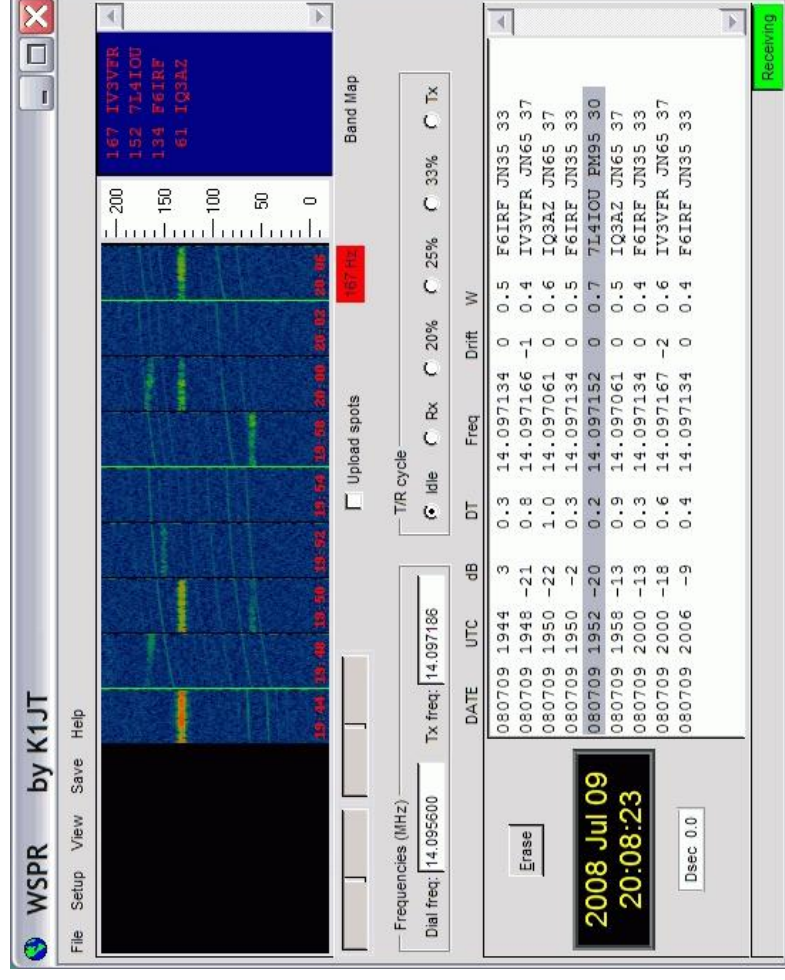 WSPR by K1JT
File Setup View Save Help
19:44 19:48 19:50 19:52 19:54 19:58 20:00 20:02 20:06
200
150
100
50
0
167 IV3VFR
152 7L4IOU
134 F6IRF
61 IQ3AZ
Upload spots
167 Hz
Band Map
Frequencies (MHz)
Dial freq: 14.095600 Tx freq: 14.097186
T/R cycle
Idle Rx 20% 25% 33% Tx
DATE UTC dB DT Freq Drift W
080709 1944 3 0.3 14.097134 0 0.5 F6IRF JN35 33
080709 1948 -21 0.8 14.097166 -1 0.4 IV3VFR JN65 37
080709 1950 -22 1.0 14.097061 0 0.6 IQ3AZ JN65 37
080709 1950 -2 0.3 14.097134 0 0.5 F6IRF JN35 33
080709 1952 -20 0.2 14.097152 0 0.7 7L4IOU PM95 30
080709 1958 -13 0.9 14.097061 0 0.5 IQ3AZ JN65 37
080709 2000 -13 0.3 14.097134 0 0.4 F6IRF JN35 33
080709 2000 -18 0.6 14.097167 -2 0.6 IV3VFR JN65 37
080709 2006 -9 0.4 14.097134 0 0.4 F6IRF JN35 33
Erase
2008 Jul 09
20:08:23
Dsec 0.0
Receiving